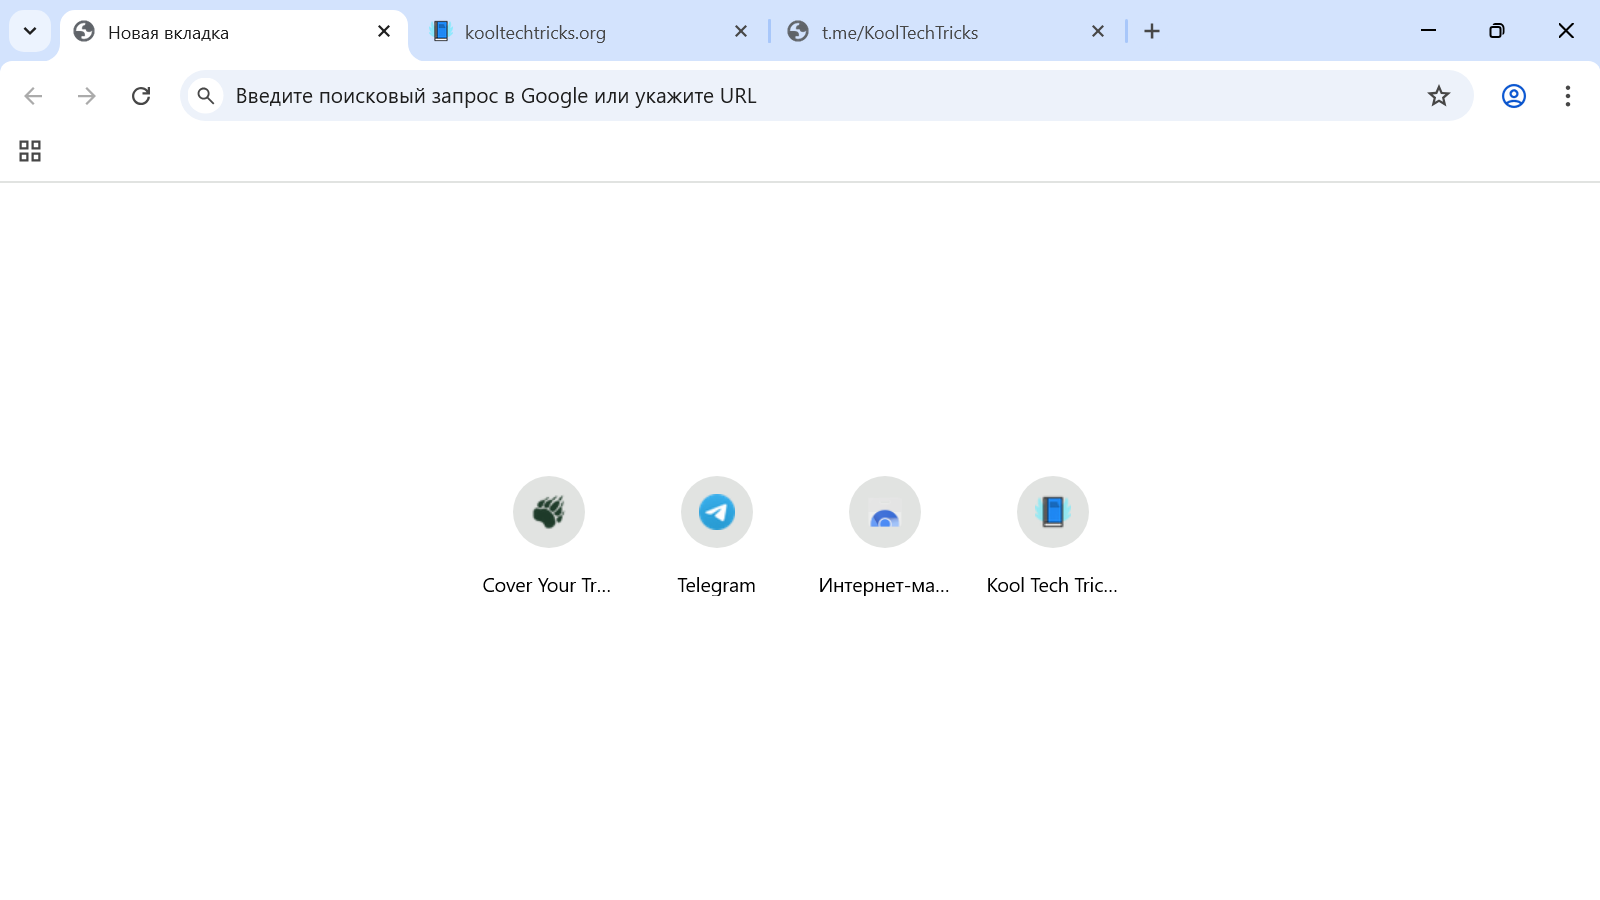 Новая вкладка
kooltechtricks.org
t.me/KoolTechTricks
Введите поисковый запрос в Google или укажите URL
Cover Your Tr...
Telegram
Интернет-ма...
Kool Tech Tric...